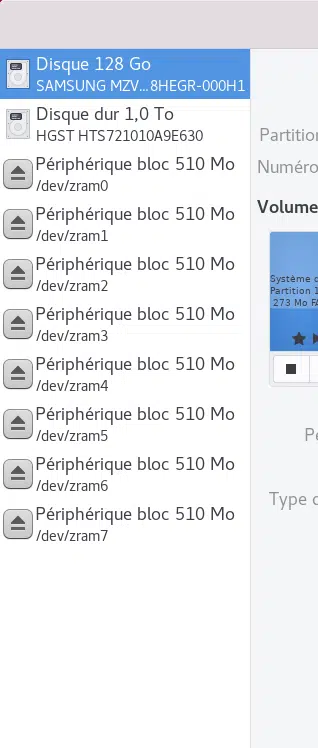 Disque 128 Go
SAMSUNG MZV…8HEGR-000H1
Disque dur 1,0 To
HGST HTS721010A9E630
Périphérique bloc 510 Mo
/dev/zram0
Périphérique bloc 510 Mo
/dev/zram1
Périphérique bloc 510 Mo
/dev/zram2
Périphérique bloc 510 Mo
/dev/zram3
Périphérique bloc 510 Mo
/dev/zram4
Périphérique bloc 510 Mo
/dev/zram5
Périphérique bloc 510 Mo
/dev/zram6
Périphérique bloc 510 Mo
/dev/zram7
Partition
Numéro
Volume
Système d
Partition 1
273 Mo FA
Pé
Type d